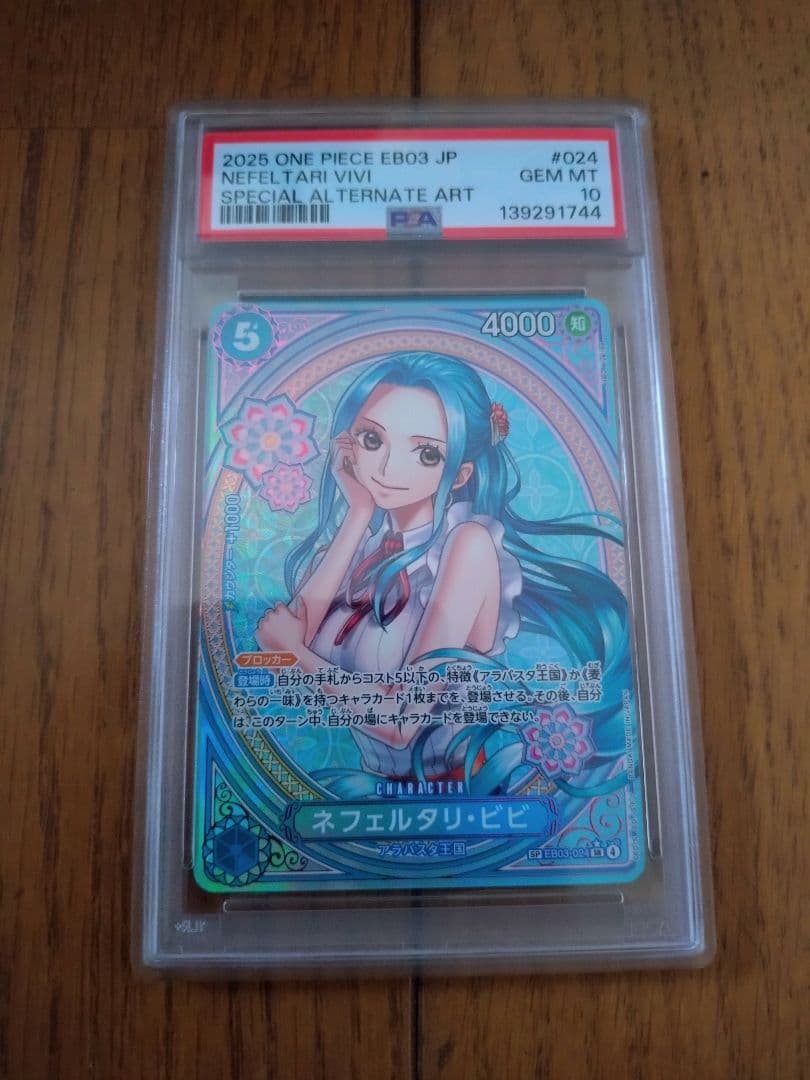 2025 ONE PIECE EB03 JP #024
NEFELTARI VIVI GEM MT
SPECIAL ALTERNATE ART 10
PSA 139291744
5 4000 知
カウンター+1000
ブロッカー
登場時 自分の手札からコスト5以下の、特徴《アラバスタ王国》か《麦
わらの一味》を持つキャラカード1枚までを、登場させる。その後、自分
は、このターン中、自分の場にキャラカードを登場できない。
CHARACTER
ネフェルタリ・ビビ
アラバスタ王国
SP EB03-024 SR 4